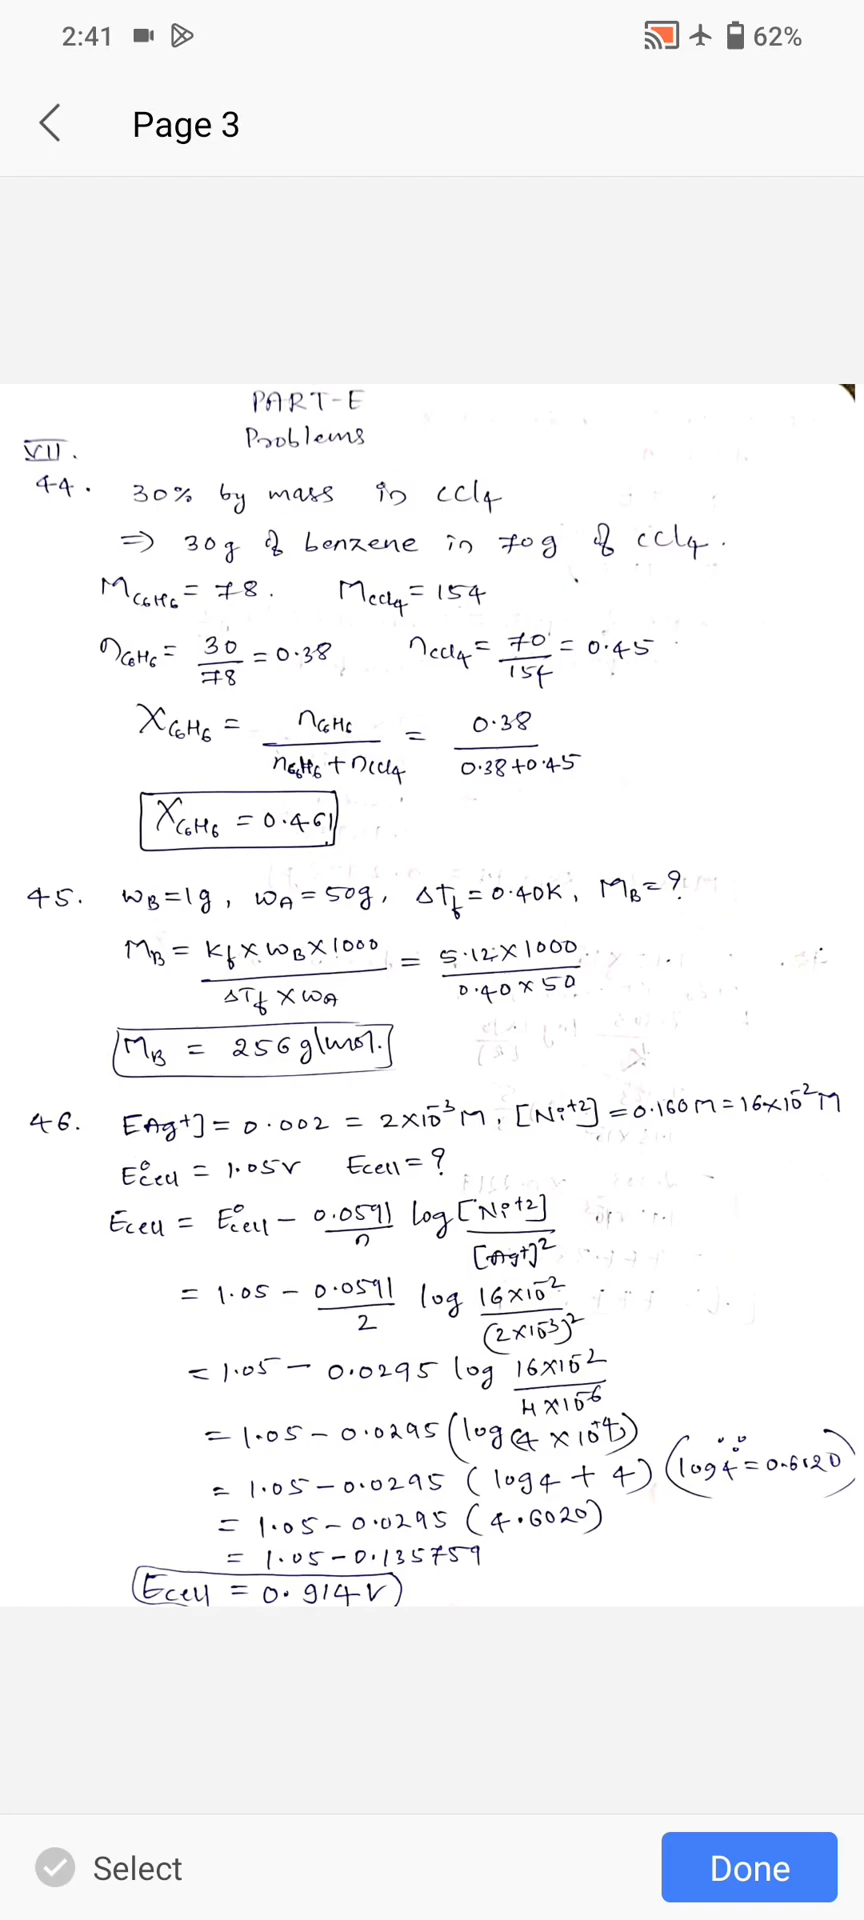 2:41 62%
Page 3
PART-E
Problems
VII.
44. 30% by mass in CCl4
⇒ 30g of benzene in 70g of CCl4.
MC6H6 = 78. MCCl4 = 154
nC6H6 = 30/78 = 0.38 nCCl4 = 70/154 = 0.45
XC6H6 = nC6H6/(nC6H6 + nCCl4) = 0.38/(0.38+0.45)
XC6H6 = 0.461
45. WB=1g, WA=50g, ΔTf=0.40K, MB=?
MB = Kf×WB×1000/(ΔTf×WA) = 5.12×1000/(0.40×50)
MB = 256g/mol.
46. [Ag+] = 0.002 = 2×10⁻³M, [Ni+2] = 0.160M = 16×10⁻²M
E°cell = 1.05V Ecell=?
Ecell = E°cell − 0.0591/n log [Ni+2]/[Ag+]²
= 1.05 − 0.0591/2 log 16×10⁻²/(2×10⁻³)²
= 1.05 − 0.0295 log 16×10⁻²/4×10⁻⁶
= 1.05 − 0.0295 (log (4 × 10⁺⁴))
= 1.05 − 0.0295 (log4 + 4) (∵ log4 = 0.6120)
= 1.05 − 0.0295 (4.6020)
= 1.05 − 0.135759
Ecell = 0.914V
Select
Done